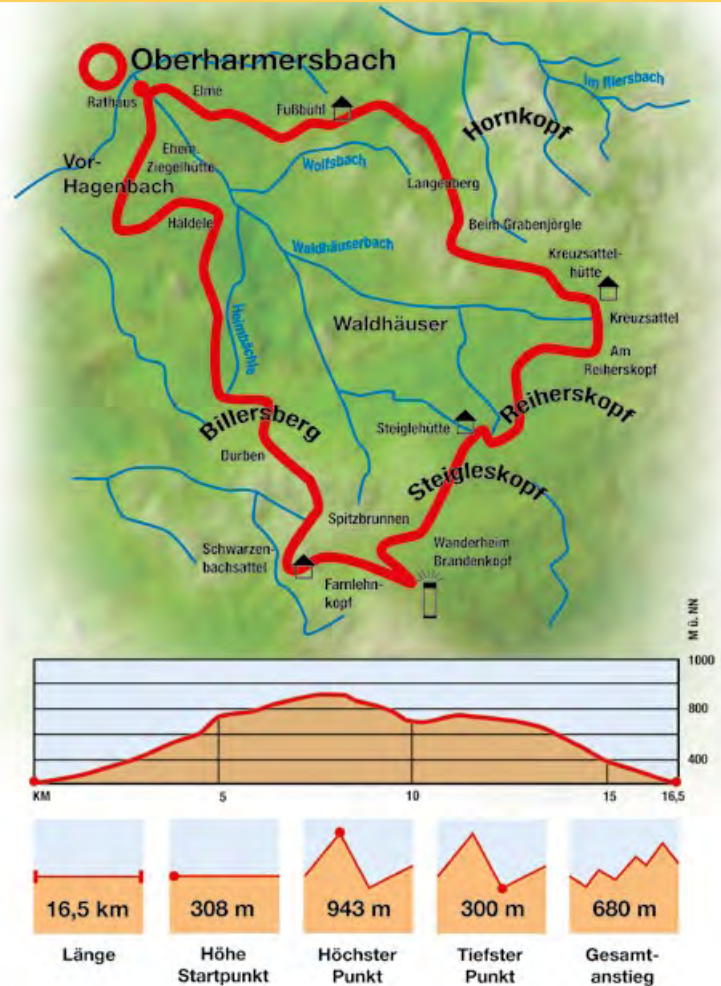 Oberharmersbach
Rathaus
Elme
Fußbühl
Hornkopf
Im Riersbach
Vor-
Hagenbach
Ehem.
Ziegelhütte
Wolfsbach
Langenberg
Haldele
Beim Grabenjörgle
Waldhäuserbach
Kreuzsattel-
hütte
Heimbächle
Waldhäuser
Kreuzsattel
Am
Reiherskopf
Billersberg
Reiherskopf
Steiglehütte
Durben
Steigleskopf
Spitzbrunnen
Schwarzen-
bachsattel
Wanderheim
Brandenkopf
Farnlehn-
kopf
M ü. NN
1000
800
400
KM
5
10
15
16,5
16,5 km
308 m
943 m
300 m
680 m
Länge
Höhe
Startpunkt
Höchster
Punkt
Tiefster
Punkt
Gesamt-
anstieg